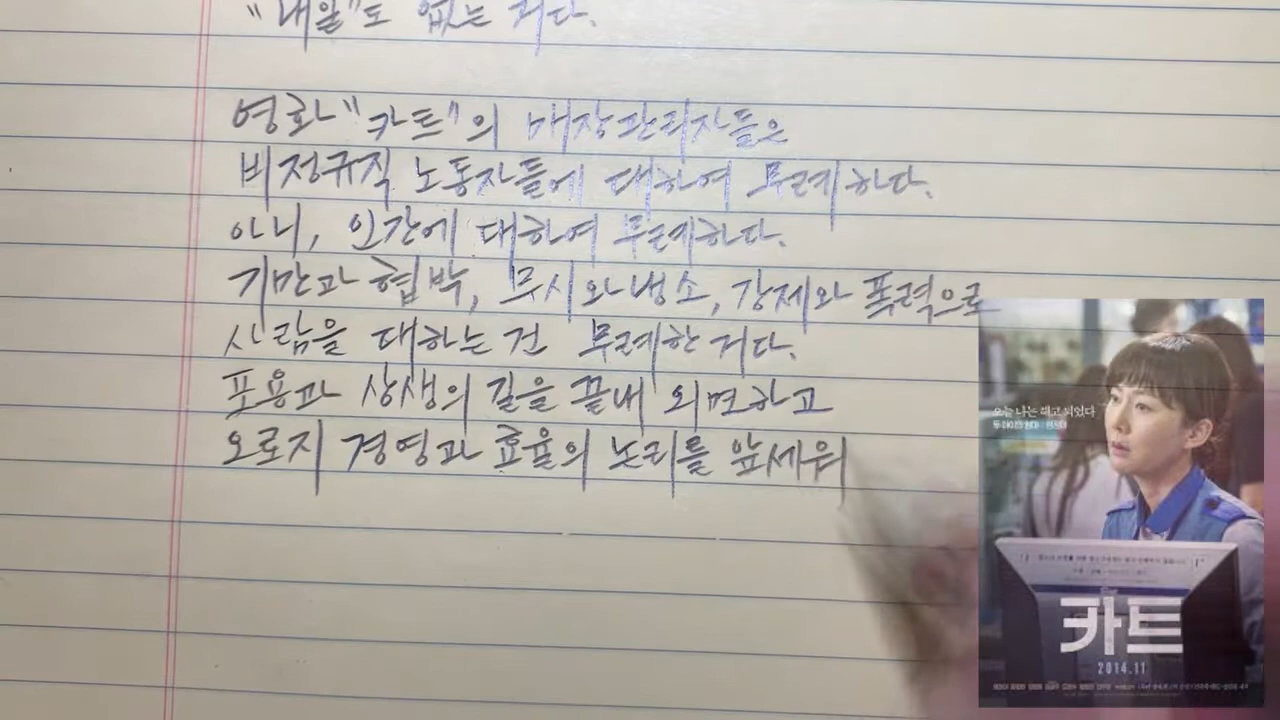 "내일"도 없는 거다.
영화 "카트"의 매장관리자들은
비정규직 노동자들에 대하여 무례하다.
아니, 인간에 대하여 무례하다.
기만과 협박, 무시와 냉소, 강제와 폭력으로
사람을 대하는 건 무례한 거다.
포용과 상생의 길을 끝내 외면하고
오로지 경영과 효율의 논리를 앞세워
오늘 나는 해고 되었다
카트
2014.11